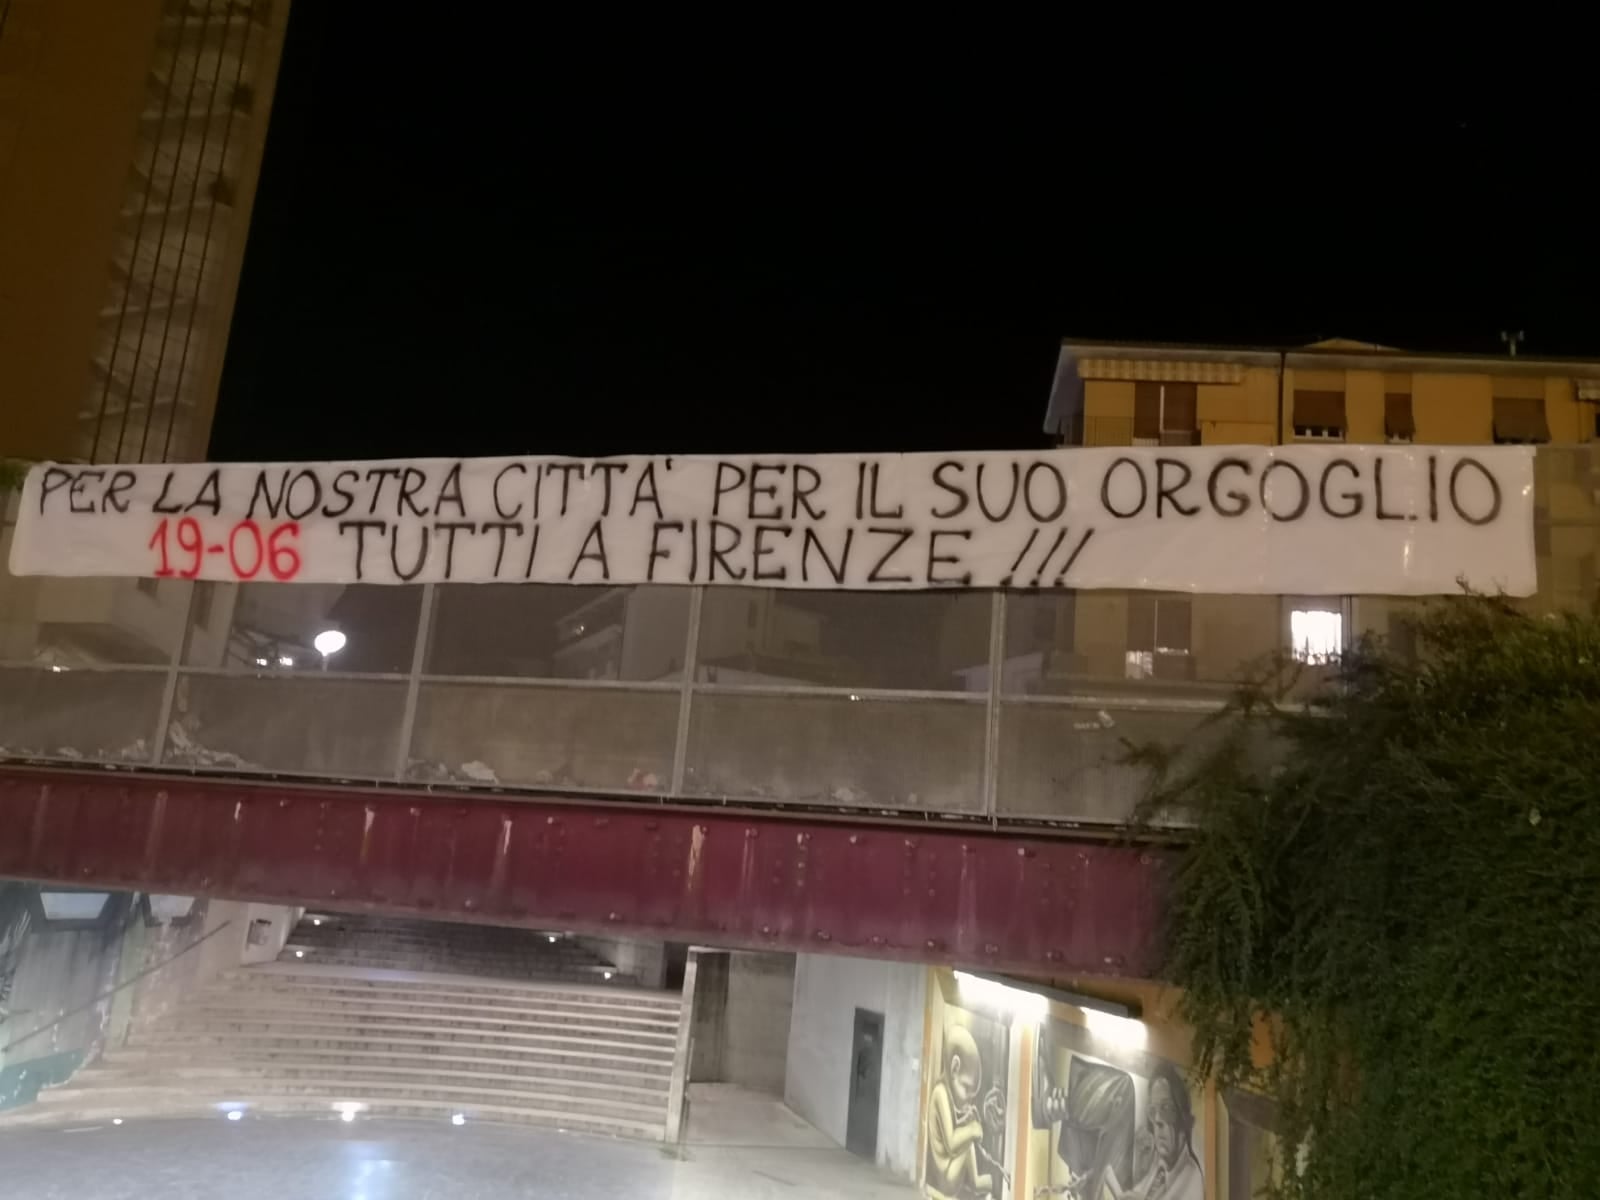 PER LA NOSTRA CITTA' PER IL SUO ORGOGLIO
19-06 TUTTI A FIRENZE !!!